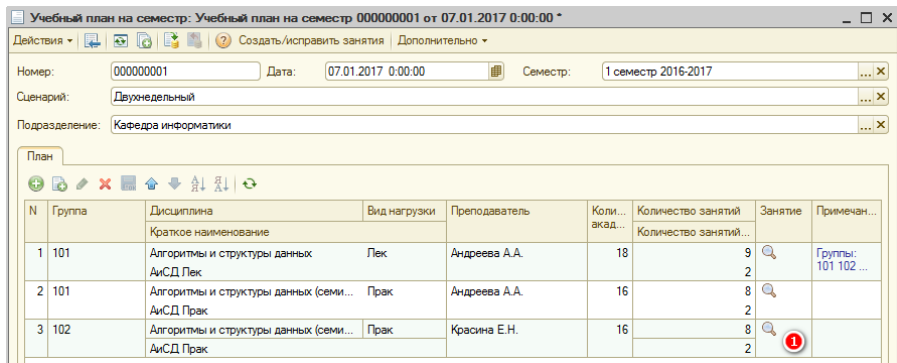 Учебный план на семестр: Учебный план на семестр 000000001 от 07.01.2017 0:00:00 *
Действия Создать/исправить занятия Дополнительно
Номер: 000000001 Дата: 07.01.2017 0:00:00 Семестр: 1 семестр 2016-2017 ...
Сценарий: Двухнедельный ...
Подразделение: Кафедра информатики ...
План
N Группа Дисциплина Вид нагрузки Преподаватель Коли... Количество занятий Занятие Примечан...
Краткое наименование акад... Количество занятий...
1 101 Алгоритмы и структуры данных Лек Андреева А.А. 18 9 Группы:
АиСД Лек 2 101 102 ...
2 101 Алгоритмы и структуры данных (семи... Прак Андреева А.А. 16 8
АиСД Прак 2
3 102 Алгоритмы и структуры данных (семи... Прак Красина Е.Н. 16 8
1
АиСД Прак 2